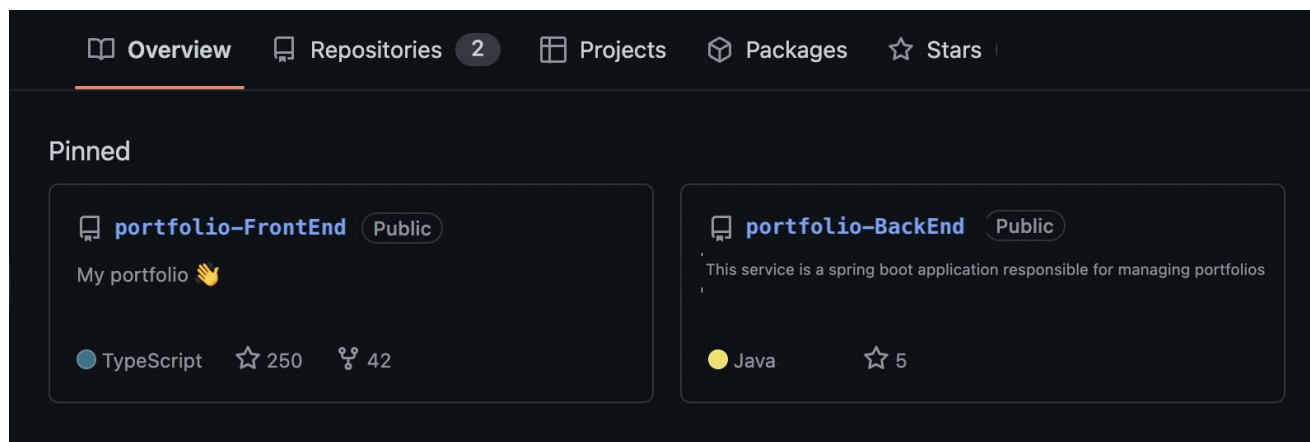 Overview Repositories 2 Projects Packages Stars
Pinned
portfolio-FrontEnd Public
My portfolio 👋
TypeScript 250 42
portfolio-BackEnd Public
This service is a spring boot application responsible for managing portfolios
Java 5